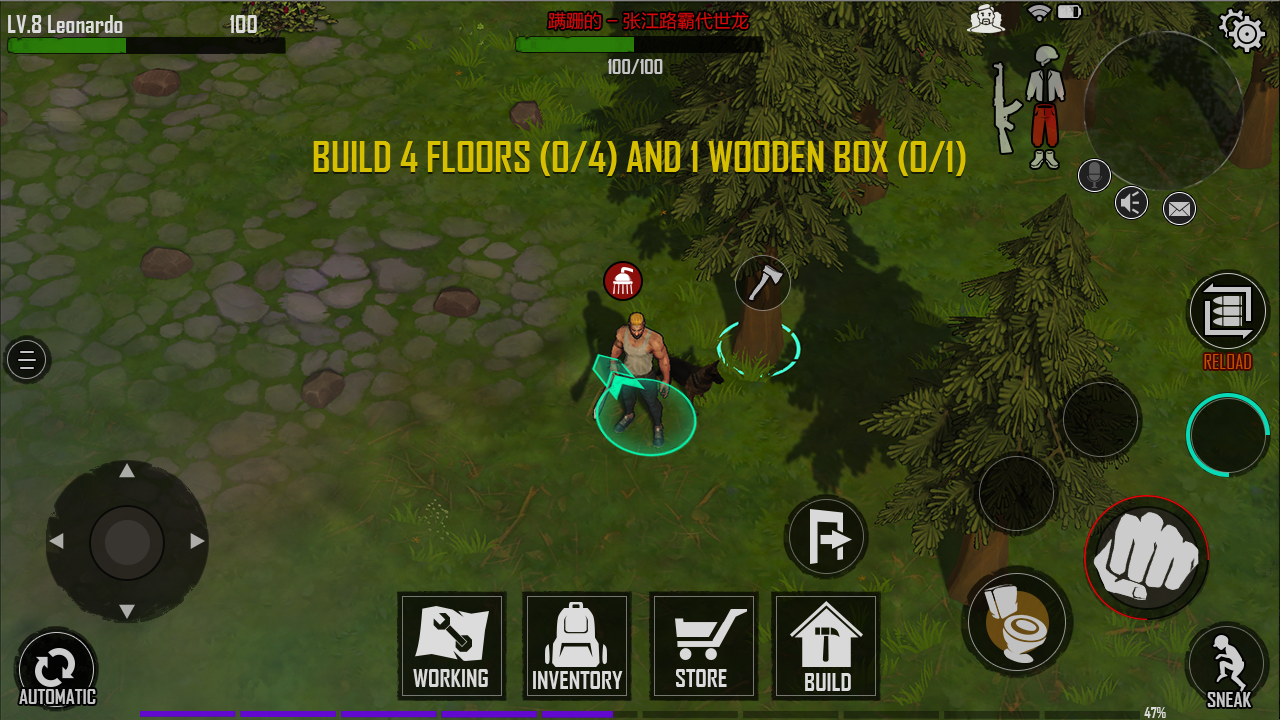 LV.8 Leonardo
100
蹒跚的 – 张江路霸代世龙
100/100
BUILD 4 FLOORS (0/4) AND 1 WOODEN BOX (0/1)
RELOAD
WORKING
INVENTORY
STORE
BUILD
AUTOMATIC
SNEAK
47%